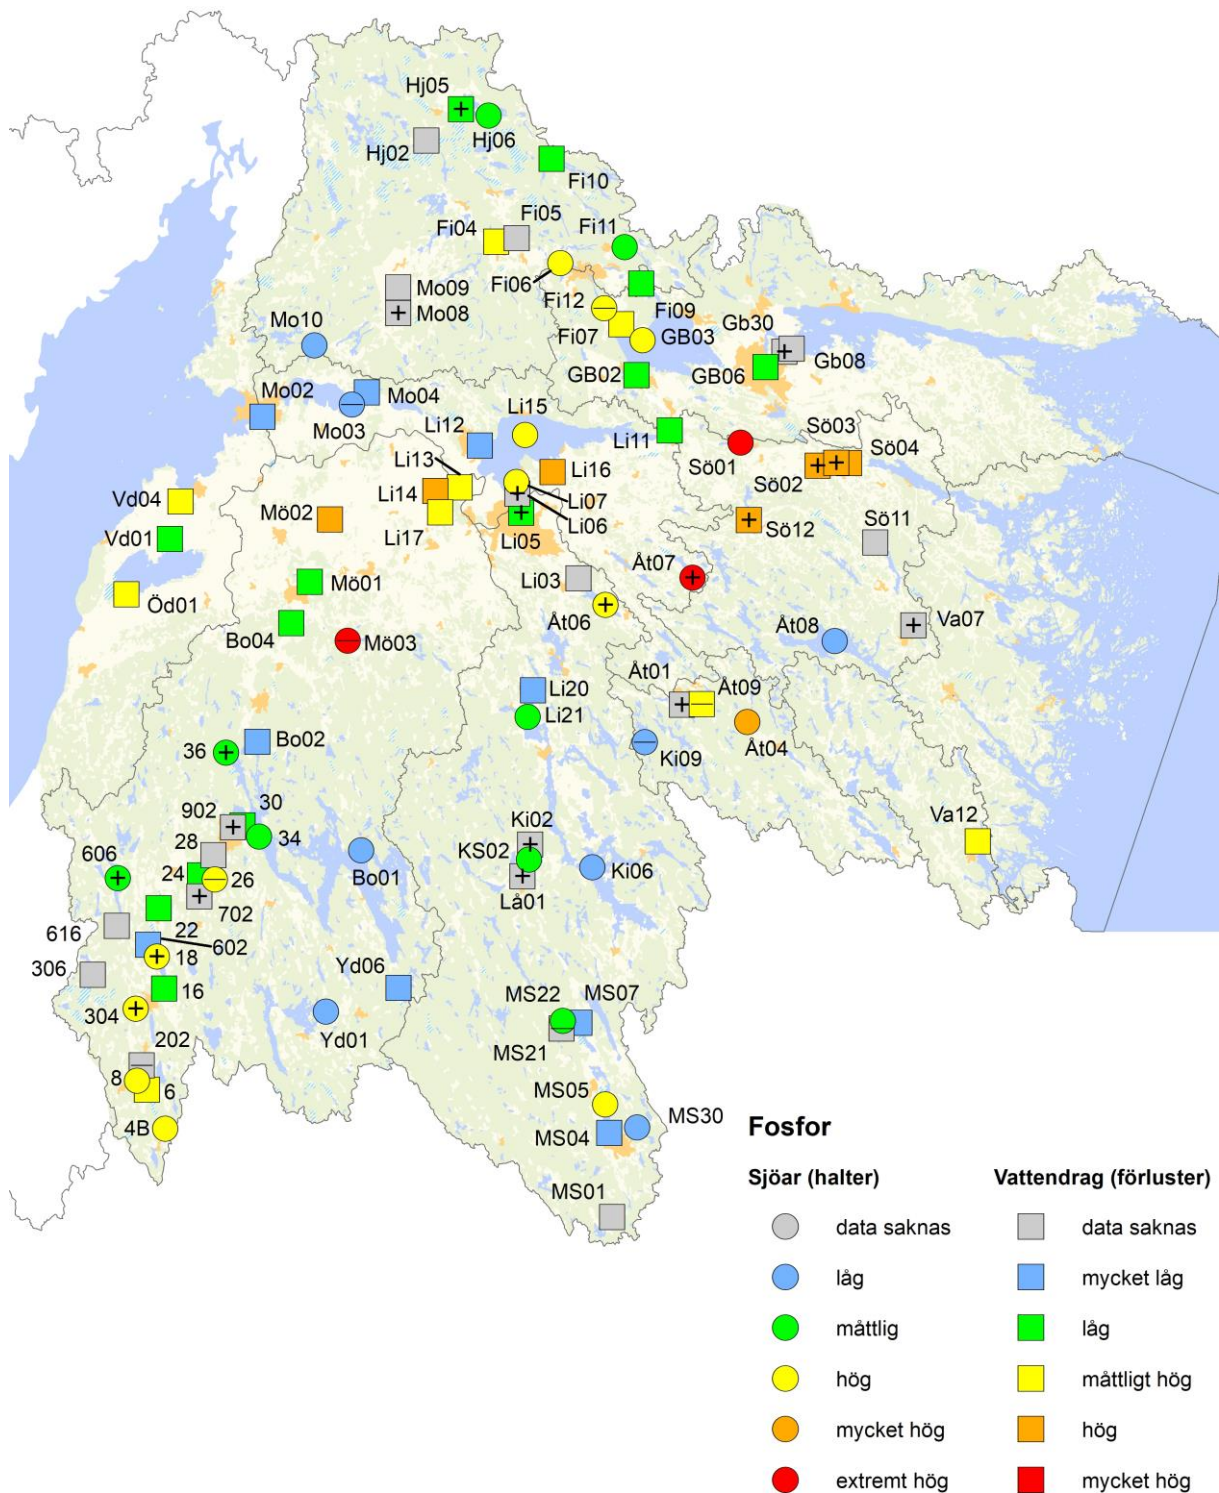 Hj05
Hj06
Hj02
Fi10
Fi05
Fi04
Fi11
Fi06
Mo09
Mo08
Fi12
Fi09
Gb30
Mo10
Fi07
GB03
Gb08
GB02
GB06
Mo02
Mo04
Mo03
Li15
Li12
Li11
Sö03
Sö04
Li13
Sö01
Li16
Sö02
Li14
Li07
Vd04
Mö02
Li17
Li06
Sö12
Li05
Sö11
Vd01
Åt07
Li03
Mö01
Öd01
Åt06
Va07
Bo04
Mö03
Åt08
Åt01
Åt09
Li20
Li21
Bo02
36
Ki09
Åt04
902
30
Ki02
Va12
28
34
606
KS02
24
26
Bo01
Ki06
702
Lå01
616
22
602
18
306
Yd06
16
304
MS22
MS07
Yd01
202
MS21
8
6
MS05
4B
MS30
MS04
MS01
Fosfor
Sjöar (halter) Vattendrag (förluster)
data saknas data saknas
låg mycket låg
måttlig låg
hög måttligt hög
mycket hög hög
extremt hög mycket hög